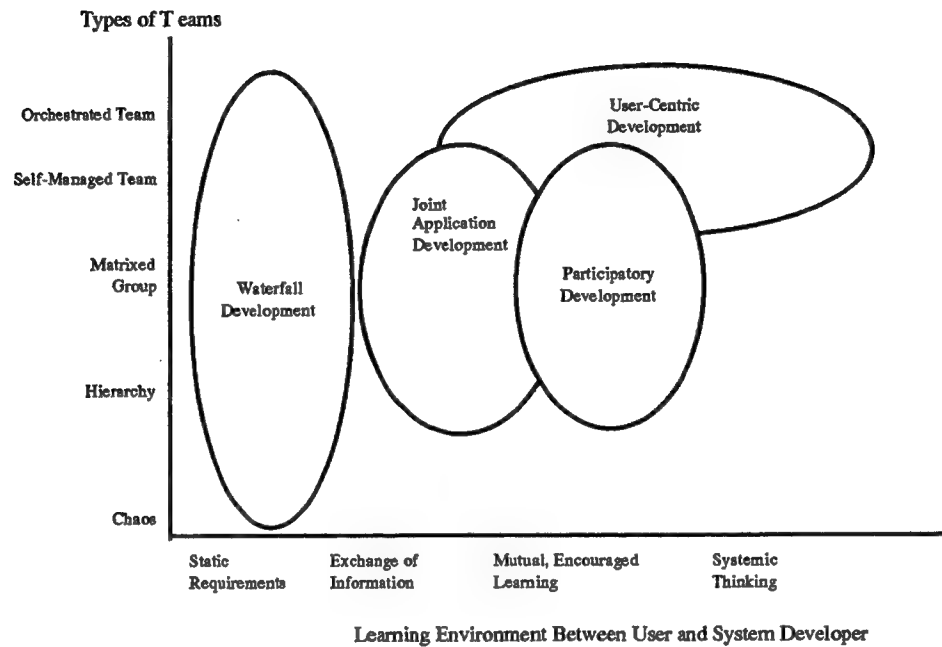 Types of T eams
Orchestrated Team
Self-Managed Team
Matrixed
Group
Hierarchy
Chaos
User-Centric
Development
Joint
Application
Development
Waterfall
Development
Participatory
Development
Static
Requirements
Exchange of
Information
Mutual, Encouraged
Learning
Systemic
Thinking
Learning Environment Between User and System Developer